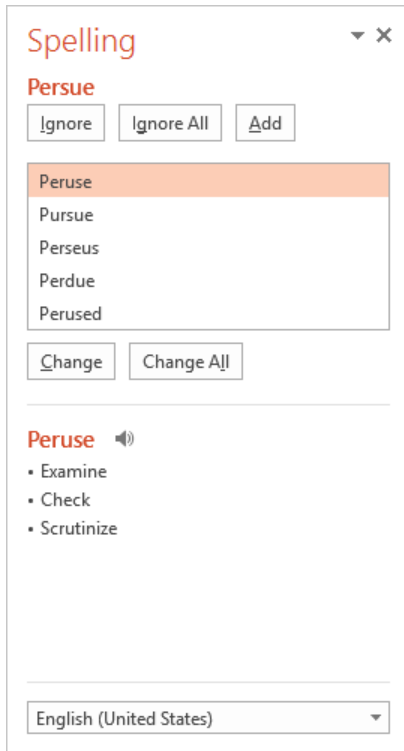 Spelling
Persue
Ignore Ignore All Add
Peruse
Pursue
Perseus
Perdue
Perused
Change Change All
Peruse
• Examine
• Check
• Scrutinize
English (United States)